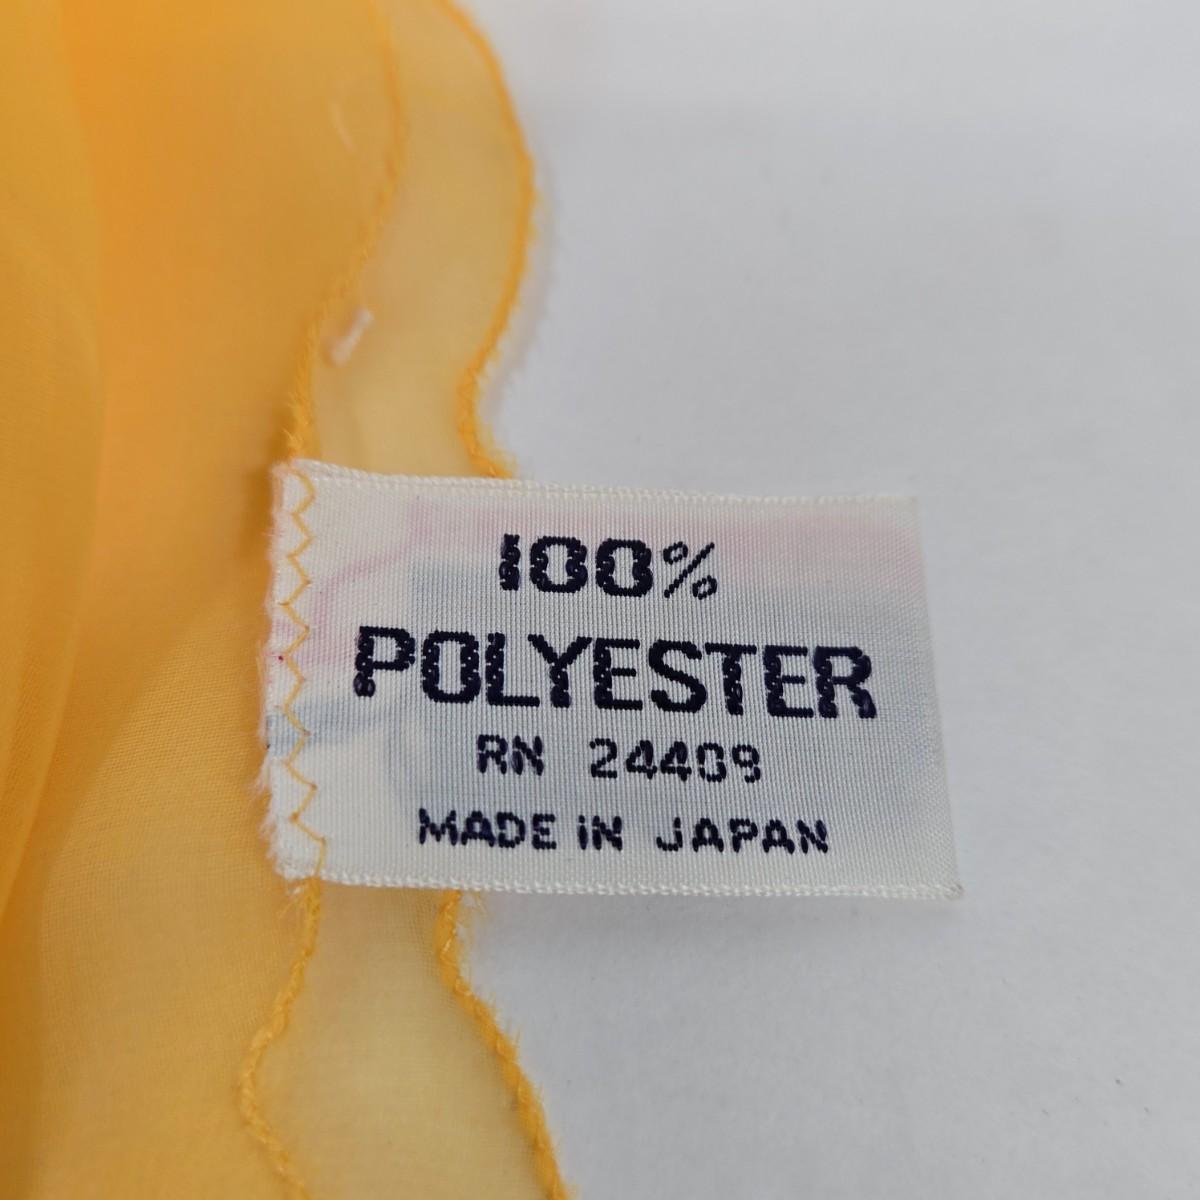 100%
POLYESTER
RN 24409
MADE IN JAPAN